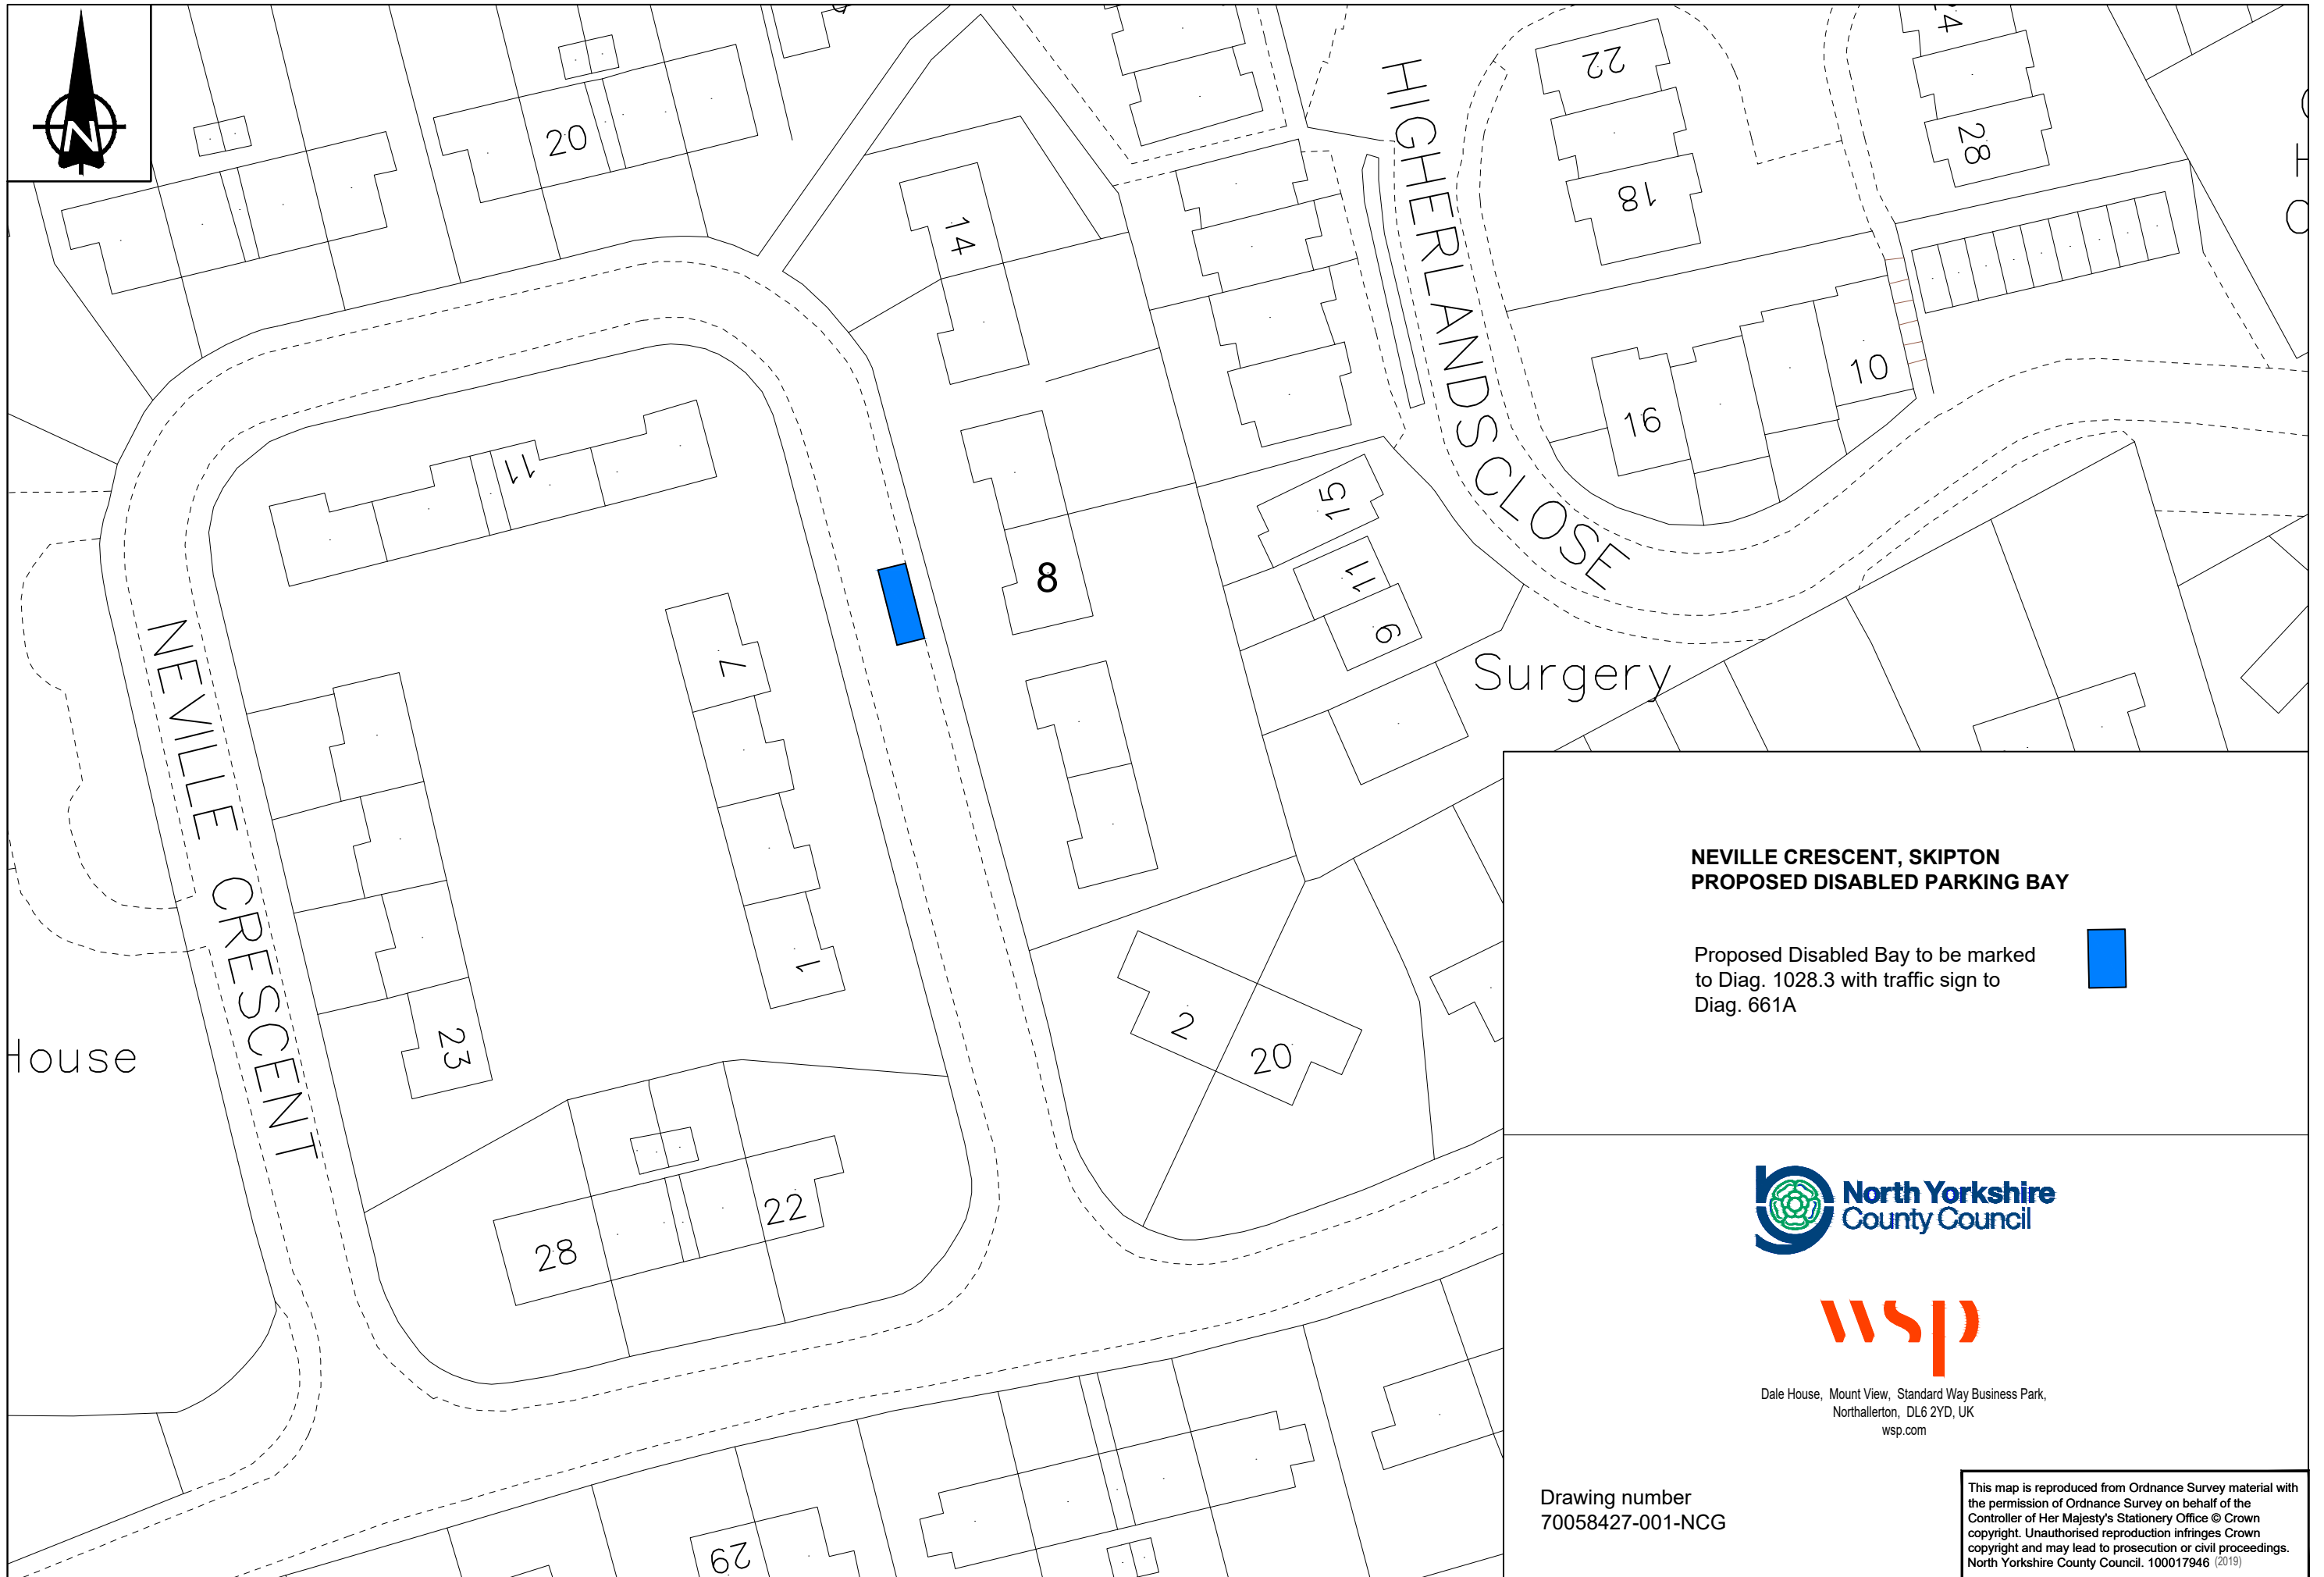 N
20
14
22
18
24
28
HIGHERLANDS CLOSE
10
16
11
8
15
11
9
7
NEVILLE CRESCENT
Surgery
1
23
2
20
22
28
29
NEVILLE CRESCENT, SKIPTON
PROPOSED DISABLED PARKING BAY
Proposed Disabled Bay to be marked
to Diag. 1028.3 with traffic sign to
Diag. 661A
North Yorkshire
County Council
wsp
Dale House, Mount View, Standard Way Business Park,
Northallerton, DL6 2YD, UK
wsp.com
Drawing number
70058427-001-NCG
This map is reproduced from Ordnance Survey material with
the permission of Ordnance Survey on behalf of the
Controller of Her Majesty's Stationery Office © Crown
copyright. Unauthorised reproduction infringes Crown
copyright and may lead to prosecution or civil proceedings.
North Yorkshire County Council. 100017946 (2019)